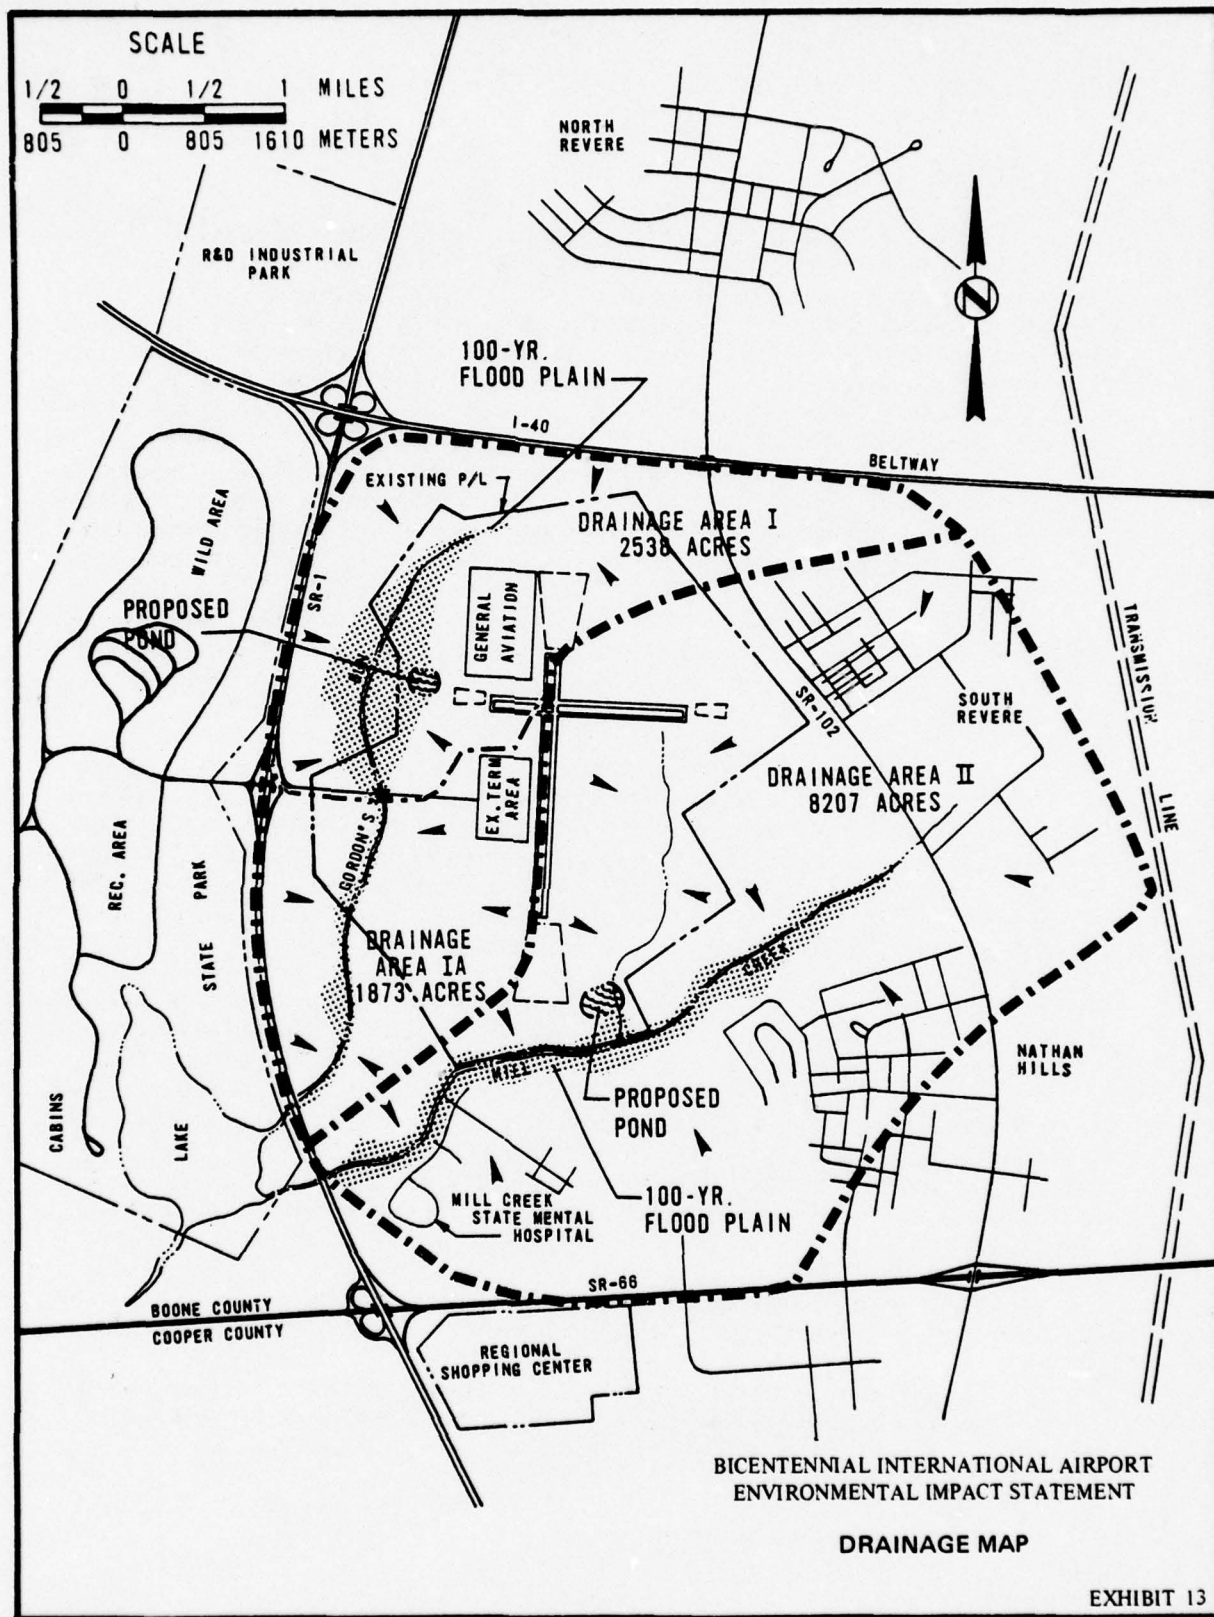 SCALE
1/2 0 1/2 1 MILES
805 0 805 1610 METERS
NORTH
REVERE
R&D INDUSTRIAL
PARK
N
100-YR.
FLOOD PLAIN
I-40
BELTWAY
EXISTING P/L
WILD AREA
DRAINAGE AREA I
2538 ACRES
SR-1
PROPOSED
POND
GENERAL
AVIATION
TRANSMISSION
LINE
SR-102
SOUTH
REVERE
DRAINAGE AREA II
8207 ACRES
EX. TERM
AREA
REC. AREA
STATE
PARK
GORDON'S
DRAINAGE
AREA IA
1873 ACRES
CREEK
MILL
NATHAN
HILLS
CABINS
LAKE
PROPOSED
POND
MILL CREEK
STATE MENTAL
HOSPITAL
100-YR.
FLOOD PLAIN
SR-66
BOONE COUNTY
COOPER COUNTY
REGIONAL
SHOPPING CENTER
BICENTENNIAL INTERNATIONAL AIRPORT
ENVIRONMENTAL IMPACT STATEMENT
DRAINAGE MAP
EXHIBIT 13